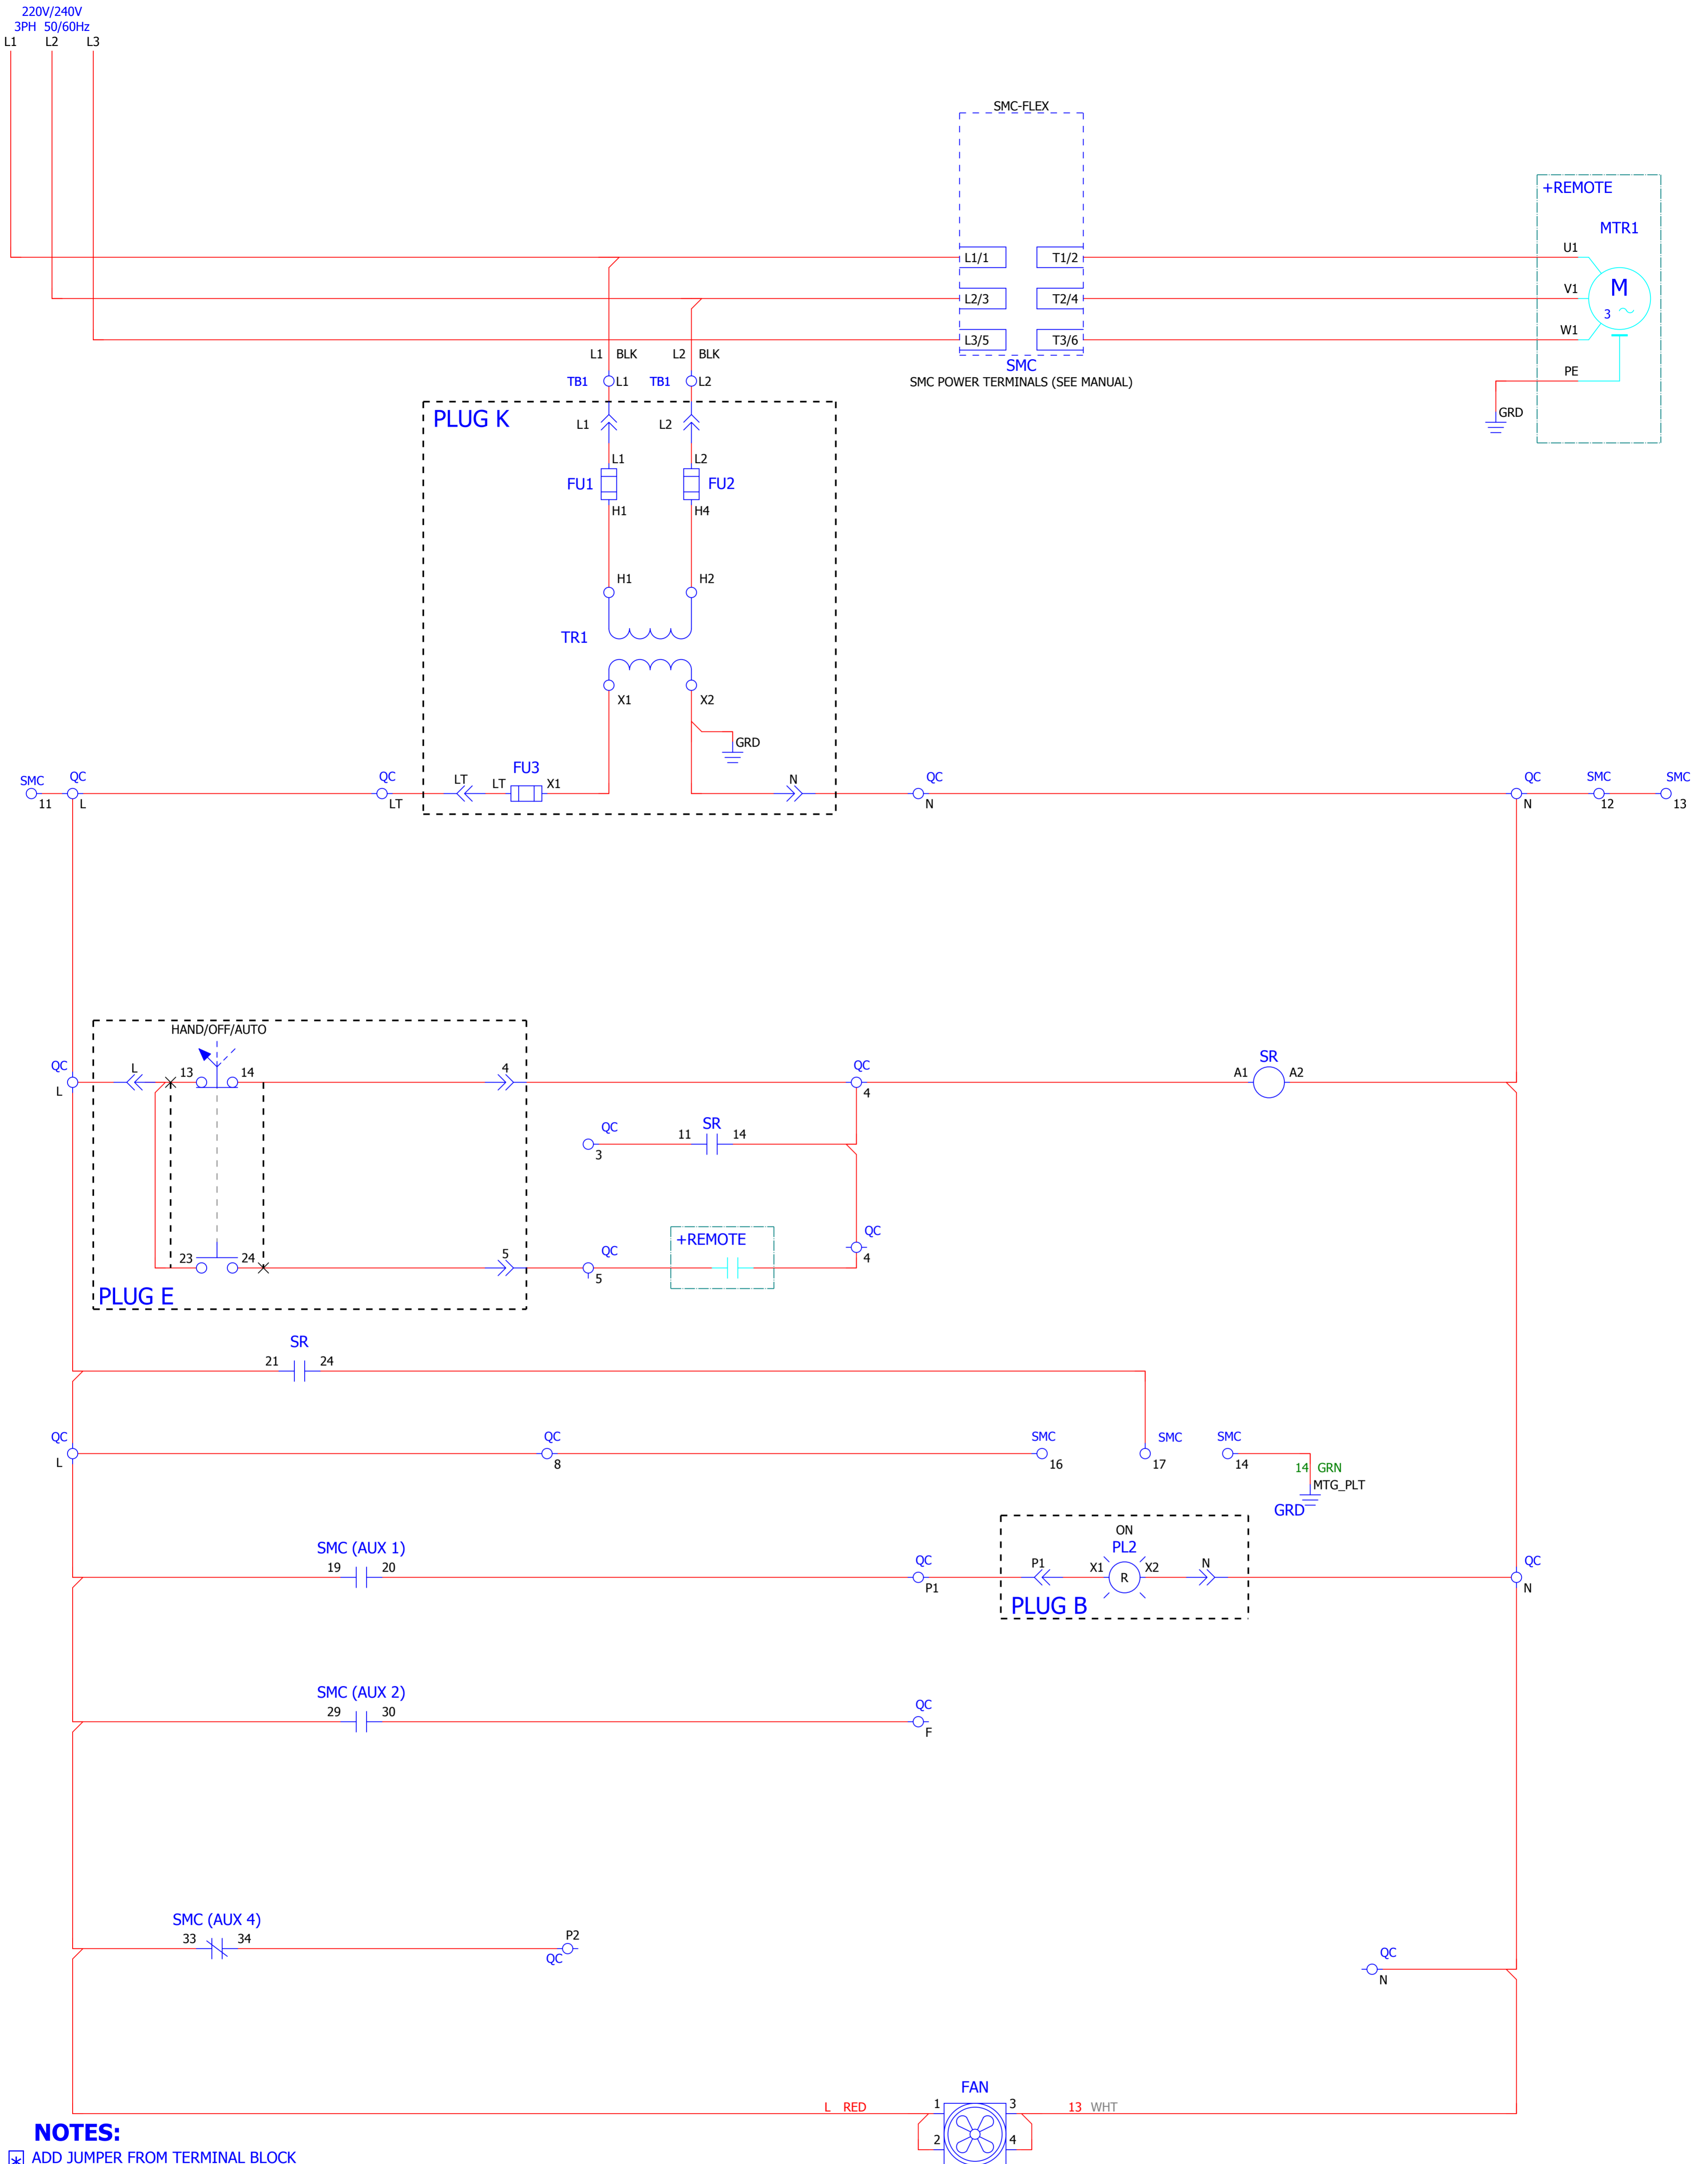 220V/240V
3PH 50/60Hz
L1 L2 L3
SMC-FLEX
+REMOTE
MTR1
U1
L1/1 T1/2
M
3
V1
L2/3 T2/4
W1
L3/5 T3/6
SMC
SMC POWER TERMINALS (SEE MANUAL)
PE
GRD
L1 BLK L2 BLK
TB1 L1 TB1 L2
PLUG K
L1 L2
L1 L2
FU1 FU2
H1 H4
H1 H2
TR1
X1 X2
GRD
SMC QC QC LT LT FU3 X1 N QC QC SMC SMC
11 L LT N N 12 13
HAND/OFF/AUTO
QC L 13 14 4 QC SR
L 4 A1 A2
QC 11 SR 14
3
QC
+REMOTE
4
23 24 5 QC
5
PLUG E
SR
21 24
QC QC SMC SMC SMC
L 8 16 17 14
14 GRN
MTG_PLT
GRD
ON
PL2
SMC (AUX 1)
19 20 QC P1 X1 X2 N QC
R
P1 N
PLUG B
SMC (AUX 2)
29 30 QC
F
SMC (AUX 4)
33 34 P2
QC
QC
N
FAN
L RED 1 3 13 WHT
2 4
NOTES:
* ADD JUMPER FROM TERMINAL BLOCK